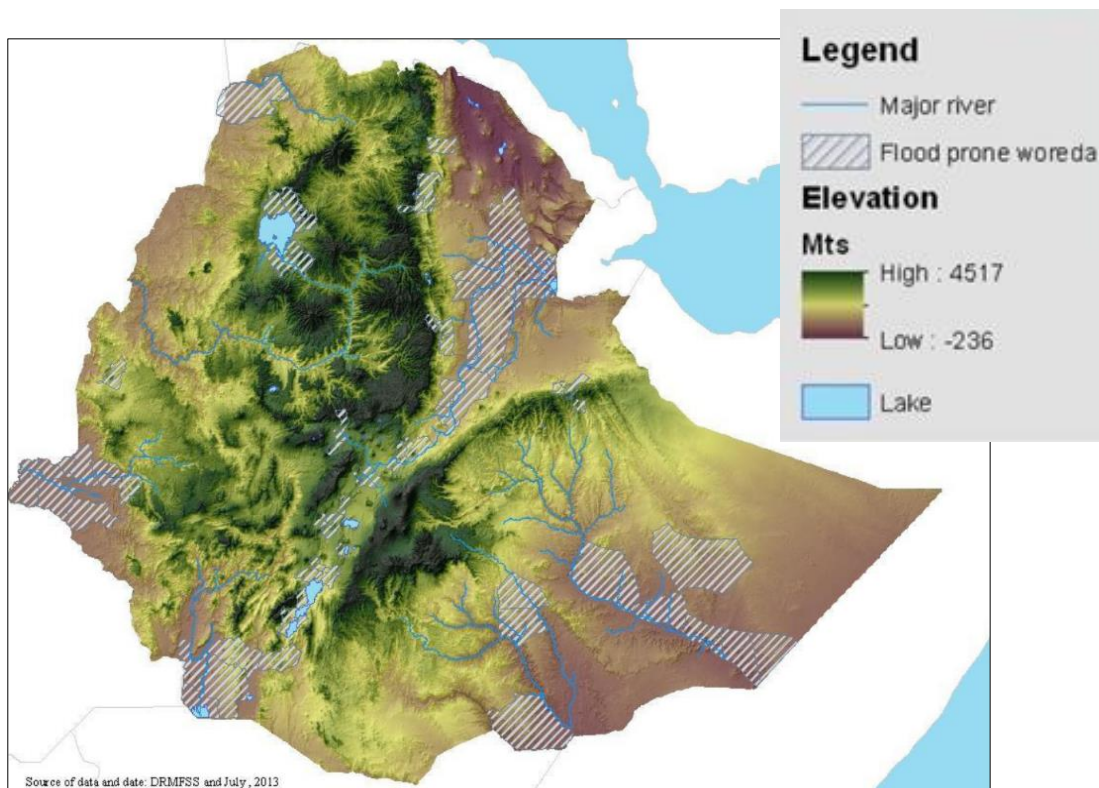 Legend
Major river
Flood prone woreda
Elevation
Mts
High : 4517
Low : -236
Lake
Source of data and date: DRMFSS and July , 2013